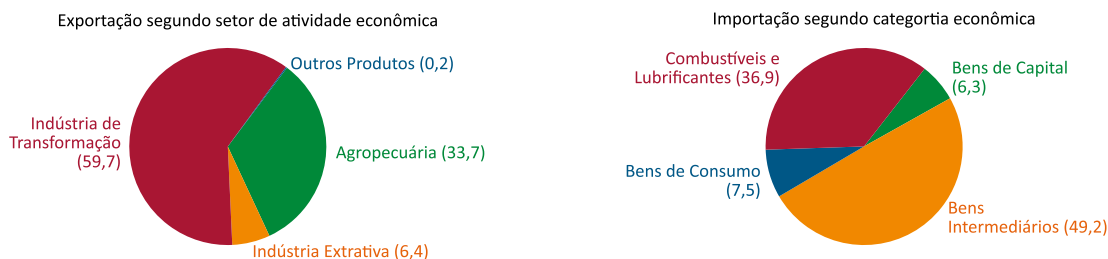 Exportação segundo setor de atividade econômica
Outros Produtos (0,2)
Indústria de
Transformação
(59,7)
Agropecuária (33,7)
Indústria Extrativa (6,4)
Importação segundo categortia econômica
Combustíveis e
Lubrificantes (36,9)
Bens de Capital
(6,3)
Bens de Consumo
(7,5)
Bens
Intermediários (49,2)